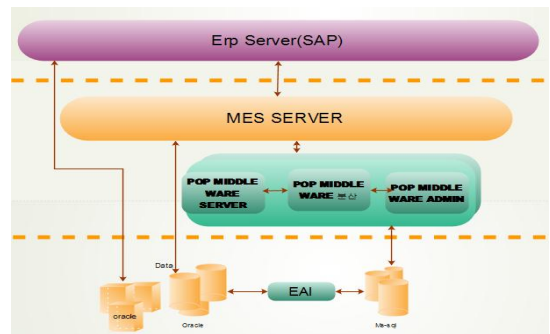 Erp Server(SAP)
MES SERVER
POP MIDDLE
WARE
SERVER
POP MIDDLE
WARE 분산
POP MIDDLE
WARE ADMIN
Data
oracle
Oracle
EAI
Ms-sql